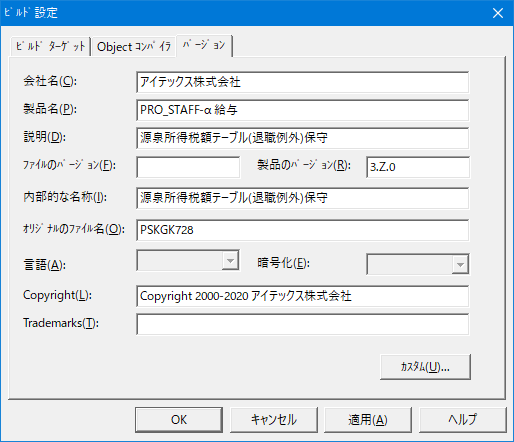 ﾋﾞﾙﾄﾞ 設定
ﾋﾞﾙﾄﾞ ﾀｰｹﾞｯﾄ Object ｺﾝﾊﾟｲﾗ ﾊﾞｰｼﾞｮﾝ
会社名(C): アイテックス株式会社
製品名(P): PRO_STAFF-α 給与
説明(D): 源泉所得税額テーブル(退職例外)保守
ﾌｧｲﾙのﾊﾞｰｼﾞｮﾝ(F): 製品のﾊﾞｰｼﾞｮﾝ(R): 3.Z.0
内部的な名称(I): 源泉所得税額テーブル(退職例外)保守
ｵﾘｼﾞﾅﾙのﾌｧｲﾙ名(O): PSKGK728
言語(A): 暗号化(E):
Copyright(L): Copyright 2000-2020 アイテックス株式会社
Trademarks(T):
ｶｽﾀﾑ(U)...
OK キャンセル 適用(A) ヘルプ